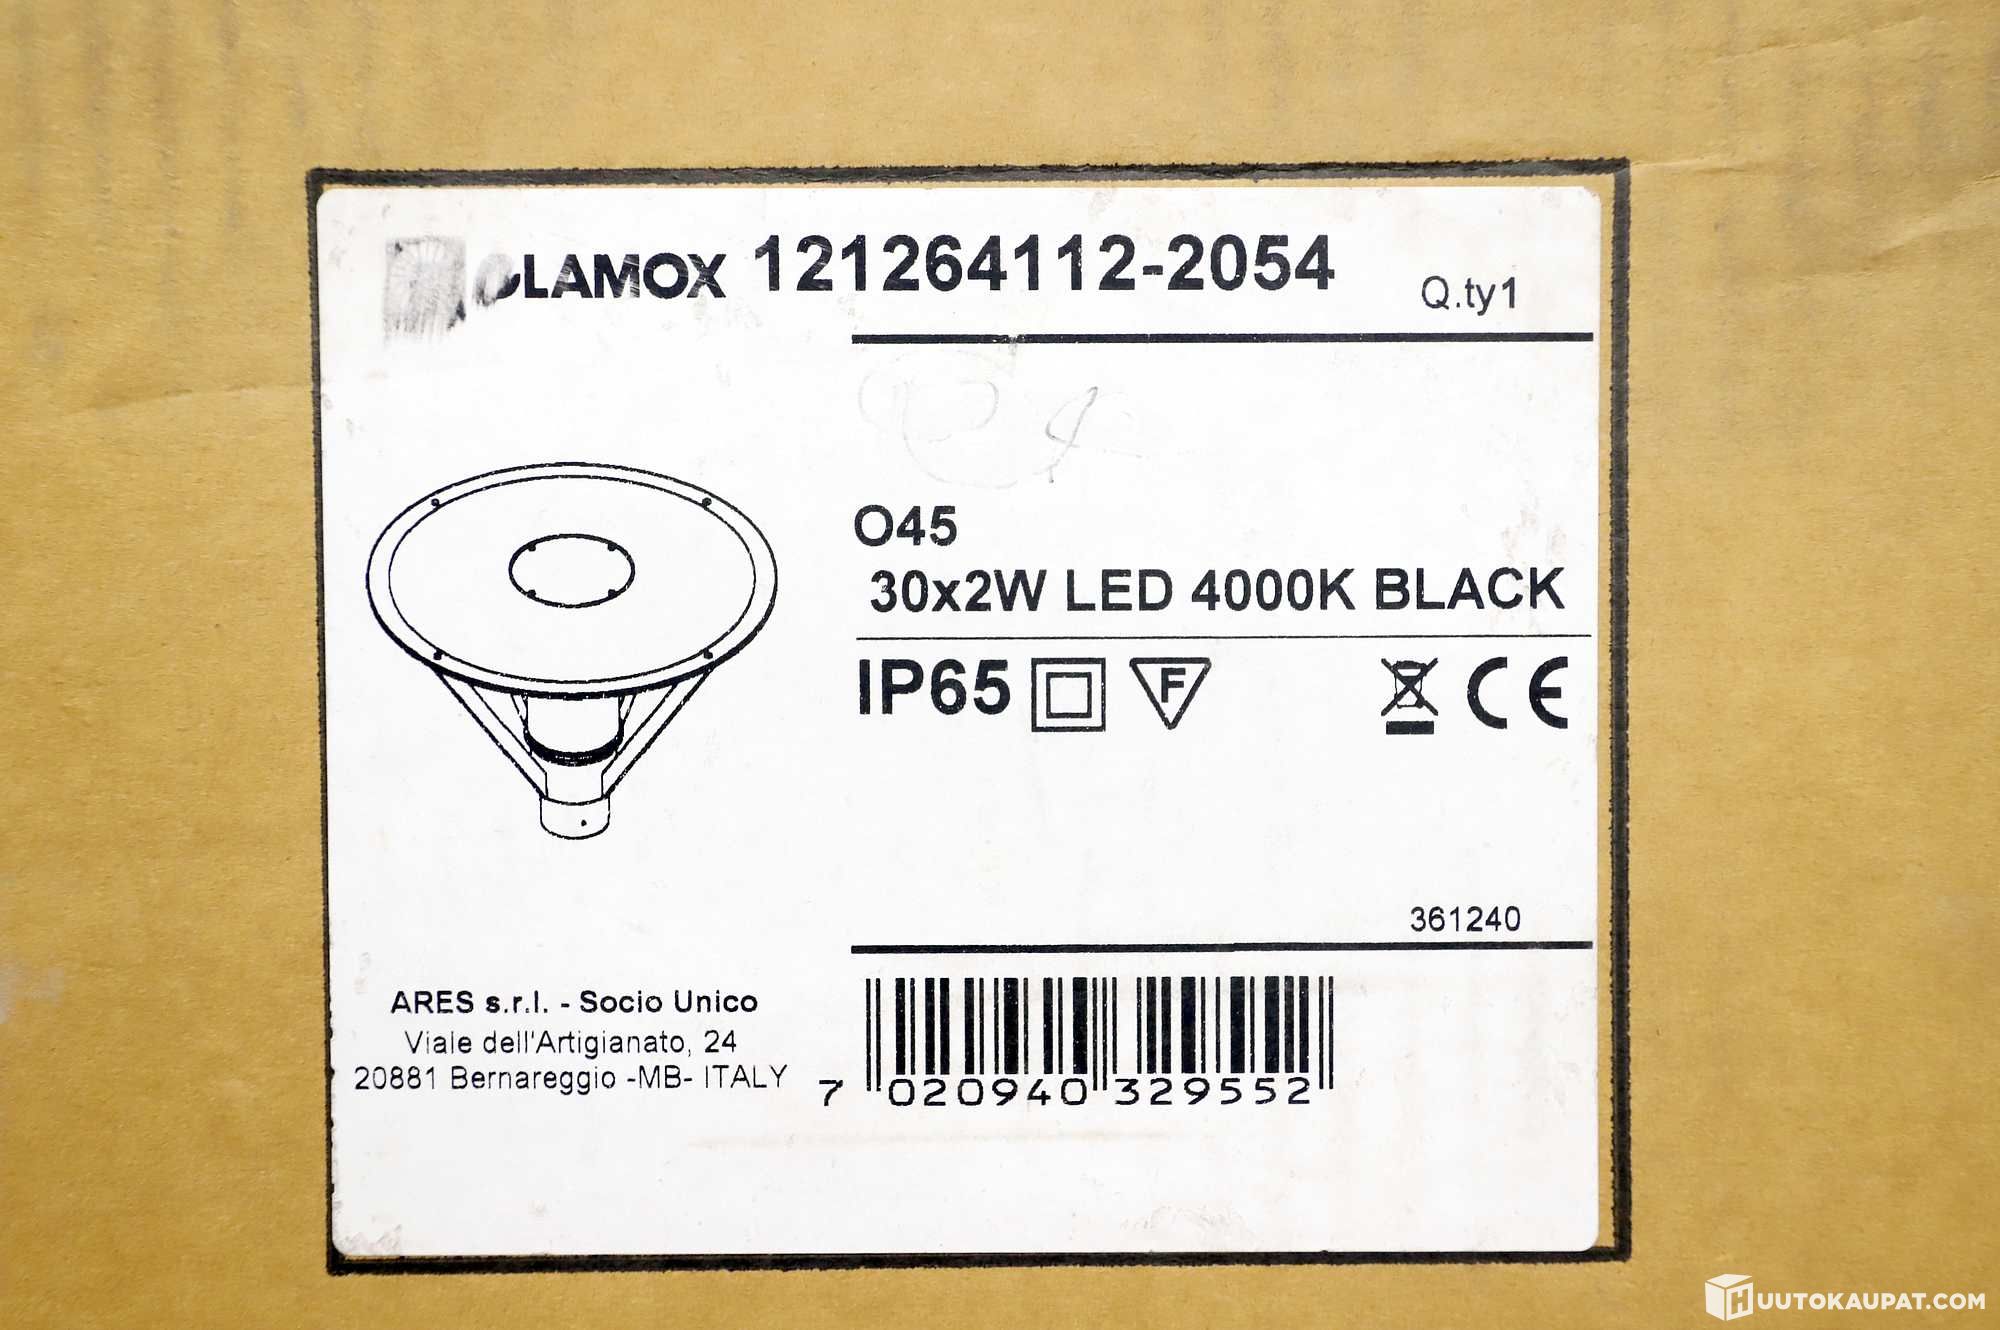 GLAMOX 121264112-2054
Q.ty1
O45
30x2W LED 4000K BLACK
IP65 F CE
361240
ARES s.r.l. - Socio Unico
Viale dell'Artigianato, 24
20881 Bernareggio -MB- ITALY
7 020940 329552
HUUTOKAUPAT.COM